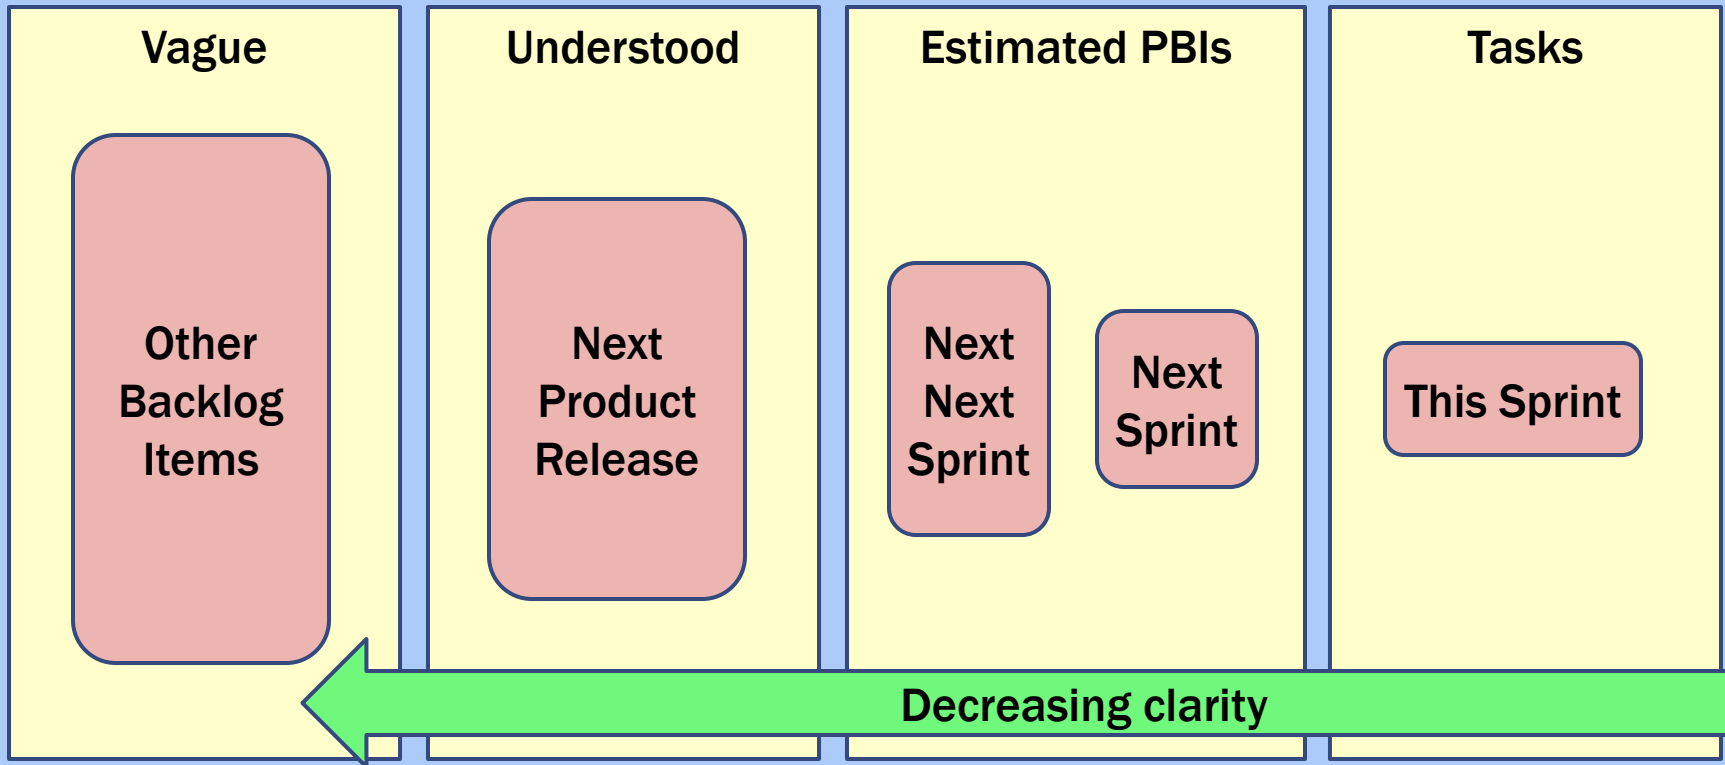 Vague
Other
Backlog
Items
Understood
Next
Product
Release
Estimated PBIs
Next
Next
Sprint
Next
Sprint
Tasks
This Sprint
Decreasing clarity